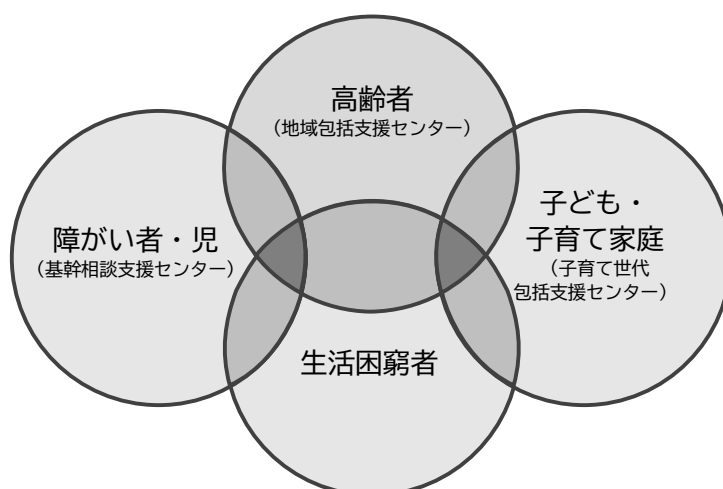 高齢者
（地域包括支援センター）
障がい者・児
（基幹相談支援センター）
子ども・
子育て家庭
（子育て世代
包括支援センター）
生活困窮者